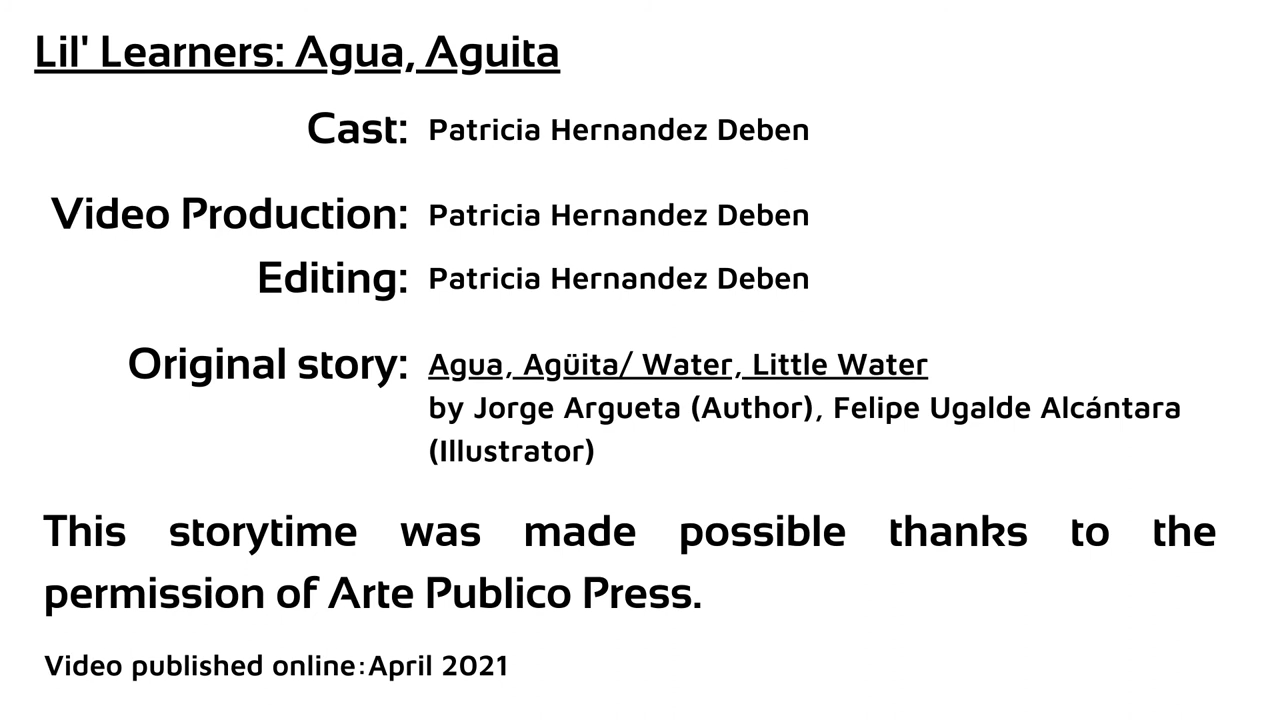 Lil' Learners: Agua, Aguita
Cast: Patricia Hernandez Deben
Video Production: Patricia Hernandez Deben
Editing: Patricia Hernandez Deben
Original story: Agua, Agüita/ Water, Little Water
by Jorge Argueta (Author), Felipe Ugalde Alcántara
(Illustrator)
This storytime was made possible thanks to the
permission of Arte Publico Press.
Video published online:April 2021